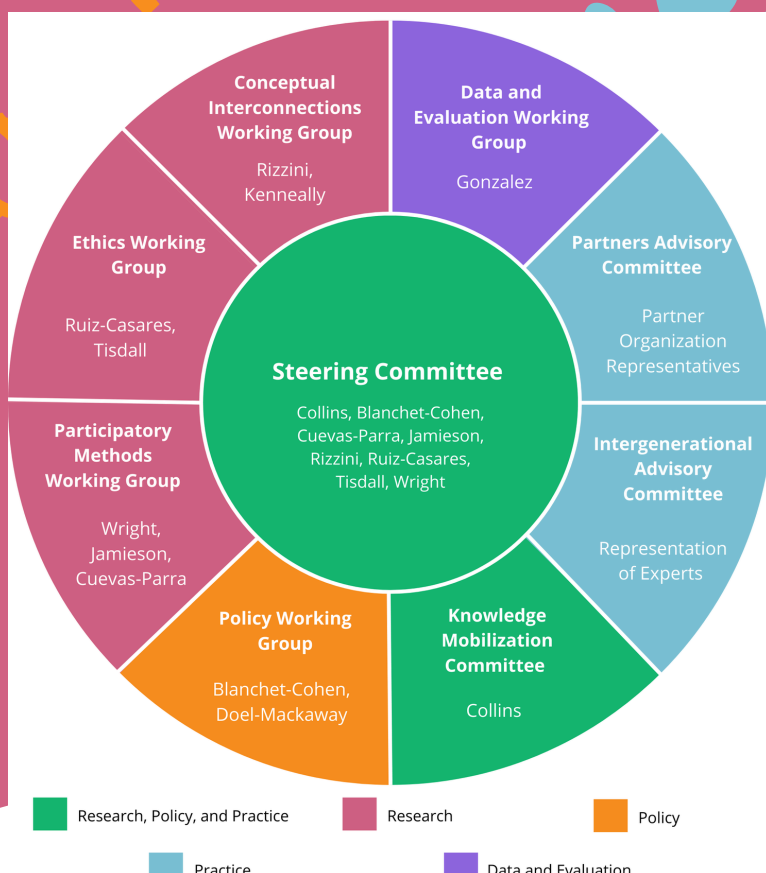 Conceptual
Interconnections
Working Group
Rizzini,
Kenneally
Data and
Evaluation Working
Group
Gonzalez
Ethics Working
Group
Ruiz-Casares,
Tisdall
Partners Advisory
Committee
Partner
Organization
Representatives
Steering Committee
Collins, Blanchet-Cohen,
Cuevas-Parra, Jamieson,
Rizzini, Ruiz-Casares,
Tisdall, Wright
Participatory
Methods
Working Group
Wright,
Jamieson,
Cuevas-Parra
Intergenerational
Advisory
Committee
Representation
of Experts
Policy Working
Group
Blanchet-Cohen,
Doel-Mackaway
Knowledge
Mobilization
Committee
Collins
Research, Policy, and Practice
Research
Policy
Practice
Data and Evaluation